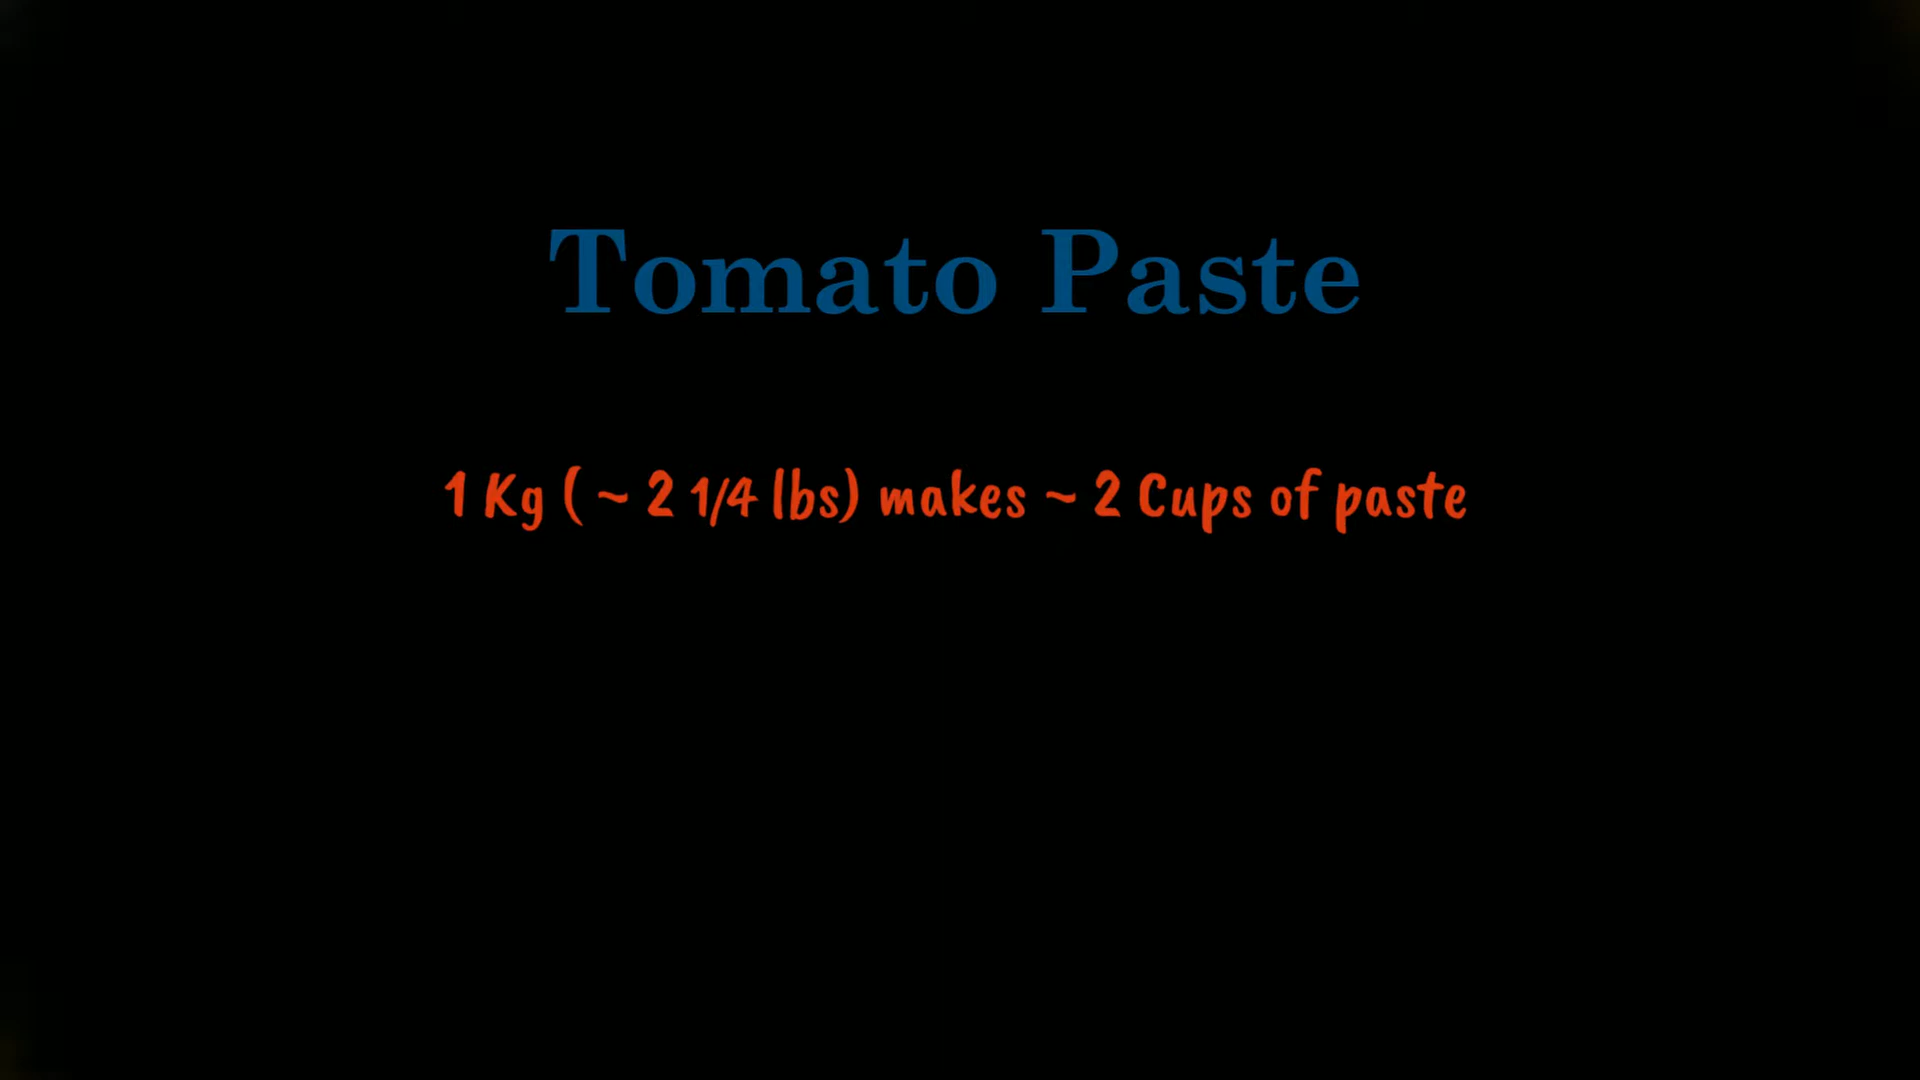 Tomato Paste
1 Kg ( ~ 2 1/4 lbs) makes ~ 2 Cups of paste